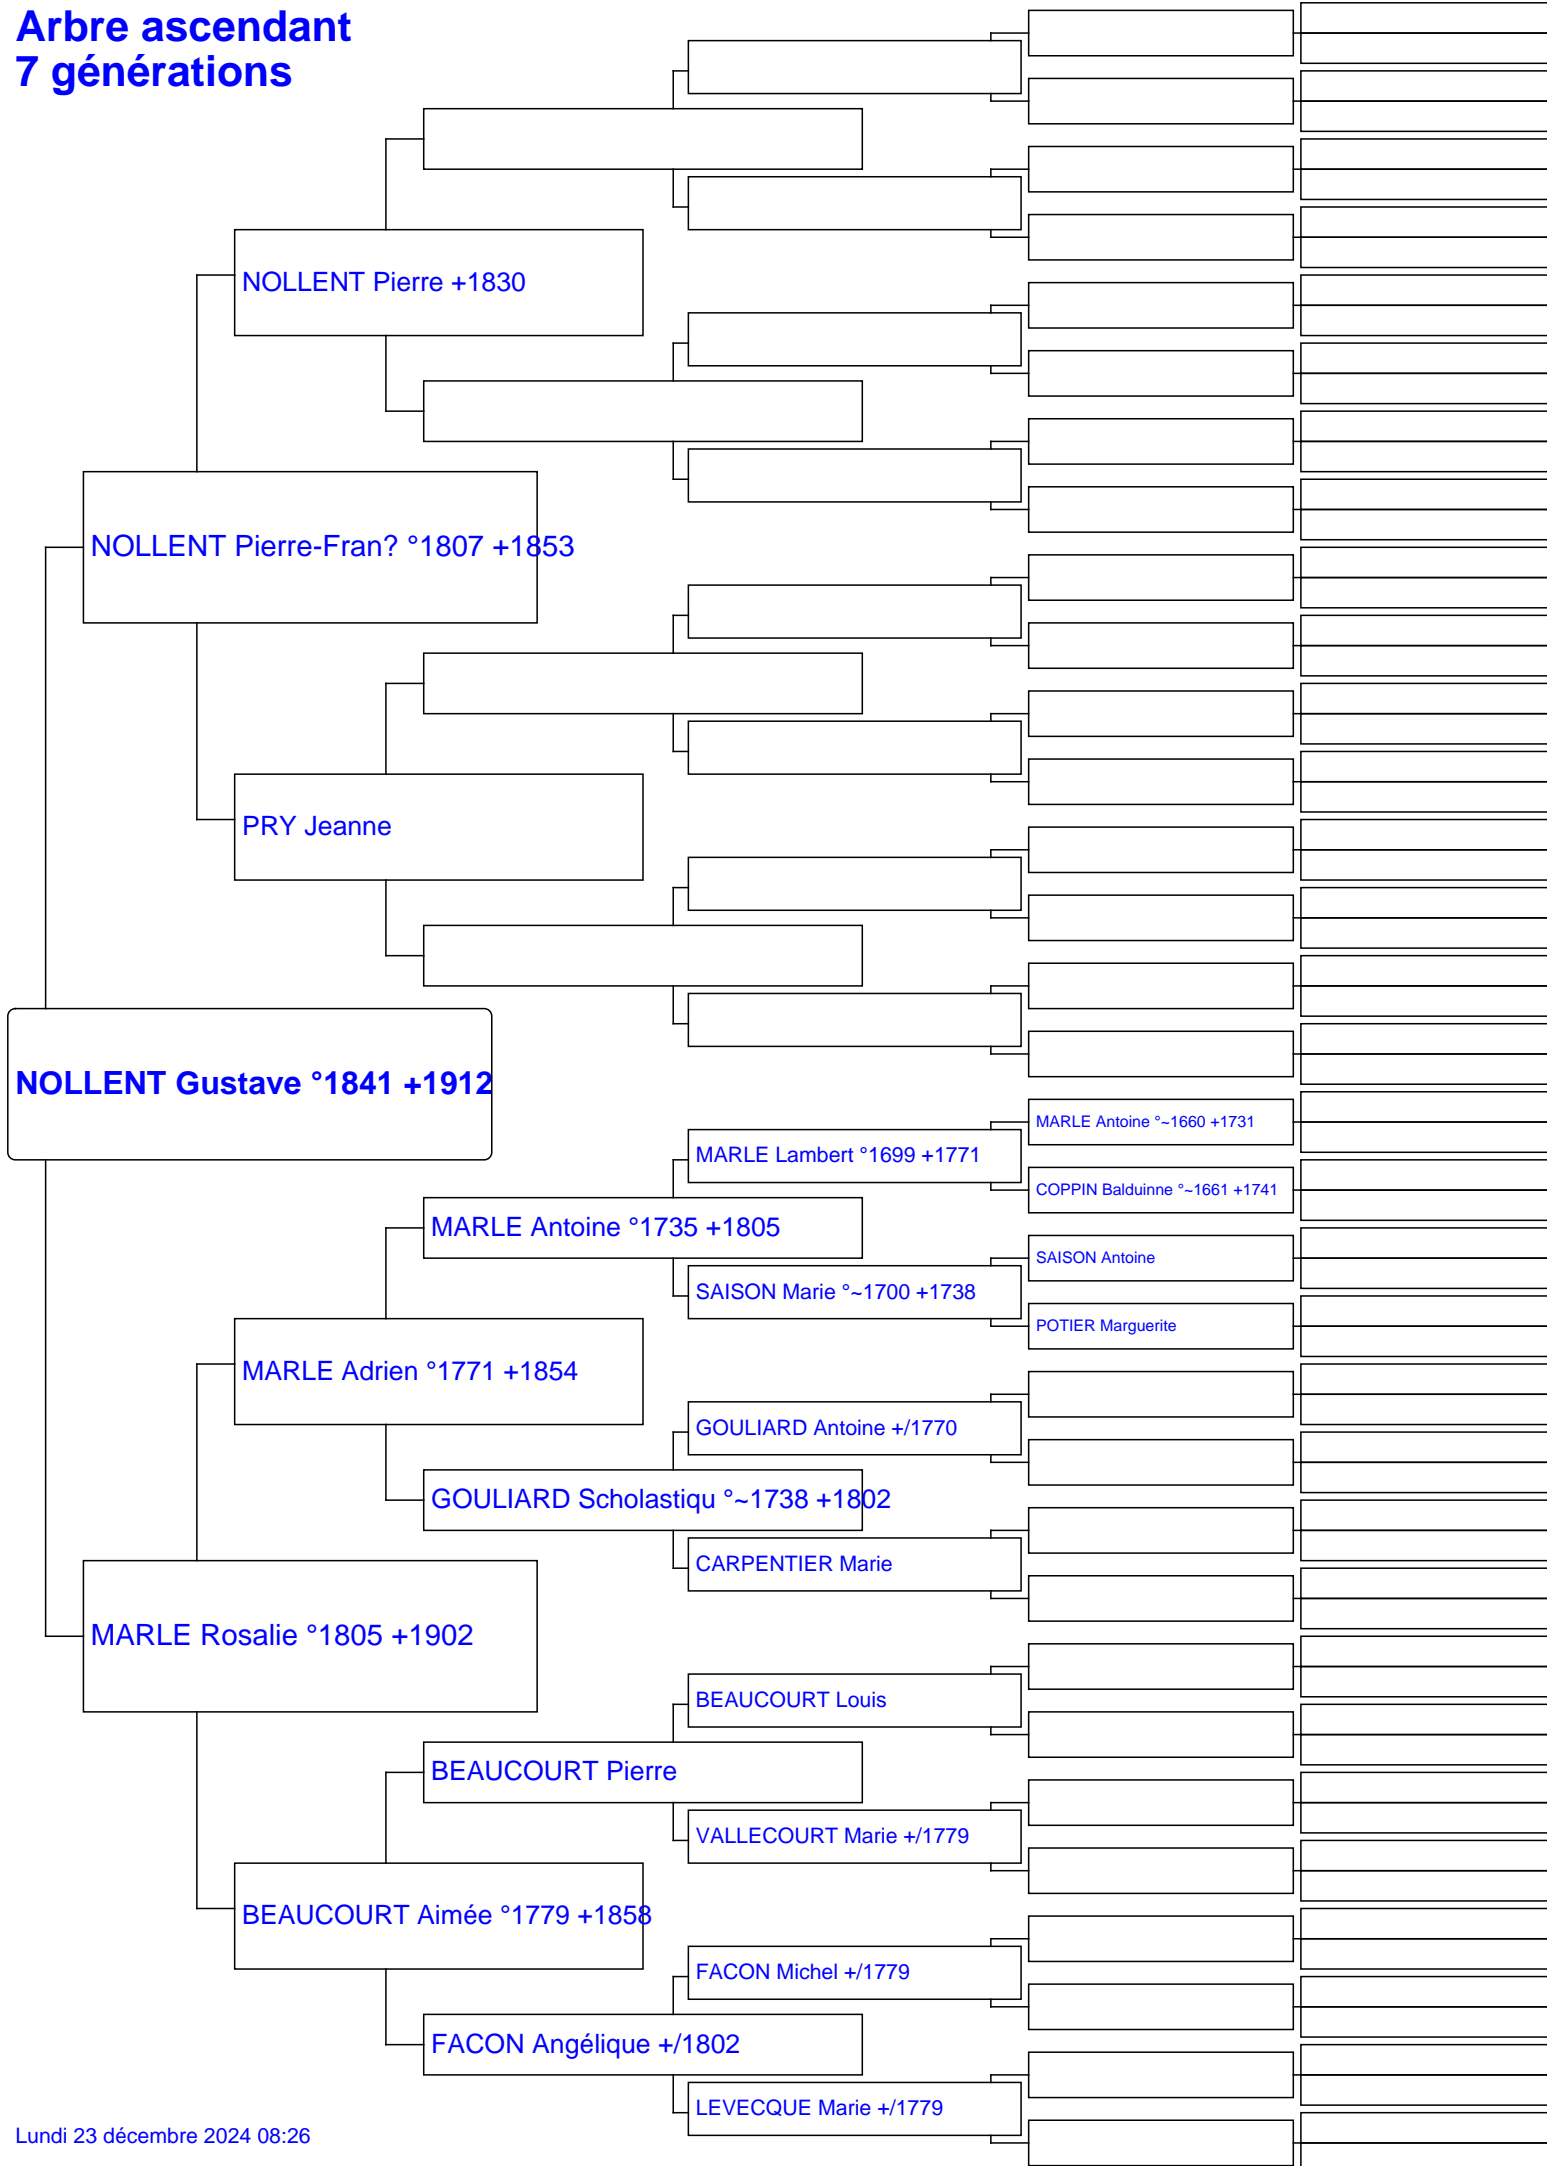 Arbre ascendant
7 générations
NOLLENT Pierre +1830
NOLLENT Pierre-Fran? °1807 +1853
PRY Jeanne
NOLLENT Gustave °1841 +1912
MARLE Antoine °~1660 +1731
MARLE Lambert °1699 +1771
COPPIN Balduinne °~1661 +1741
MARLE Antoine °1735 +1805
SAISON Antoine
SAISON Marie °~1700 +1738
POTIER Marguerite
MARLE Adrien °1771 +1854
GOULIARD Antoine +/1770
GOULIARD Scholastiqu °~1738 +1802
CARPENTIER Marie
MARLE Rosalie °1805 +1902
BEAUCOURT Louis
BEAUCOURT Pierre
VALLECOURT Marie +/1779
BEAUCOURT Aimée °1779 +1858
FACON Michel +/1779
FACON Angélique +/1802
LEVECQUE Marie +/1779
Lundi 23 décembre 2024 08:26